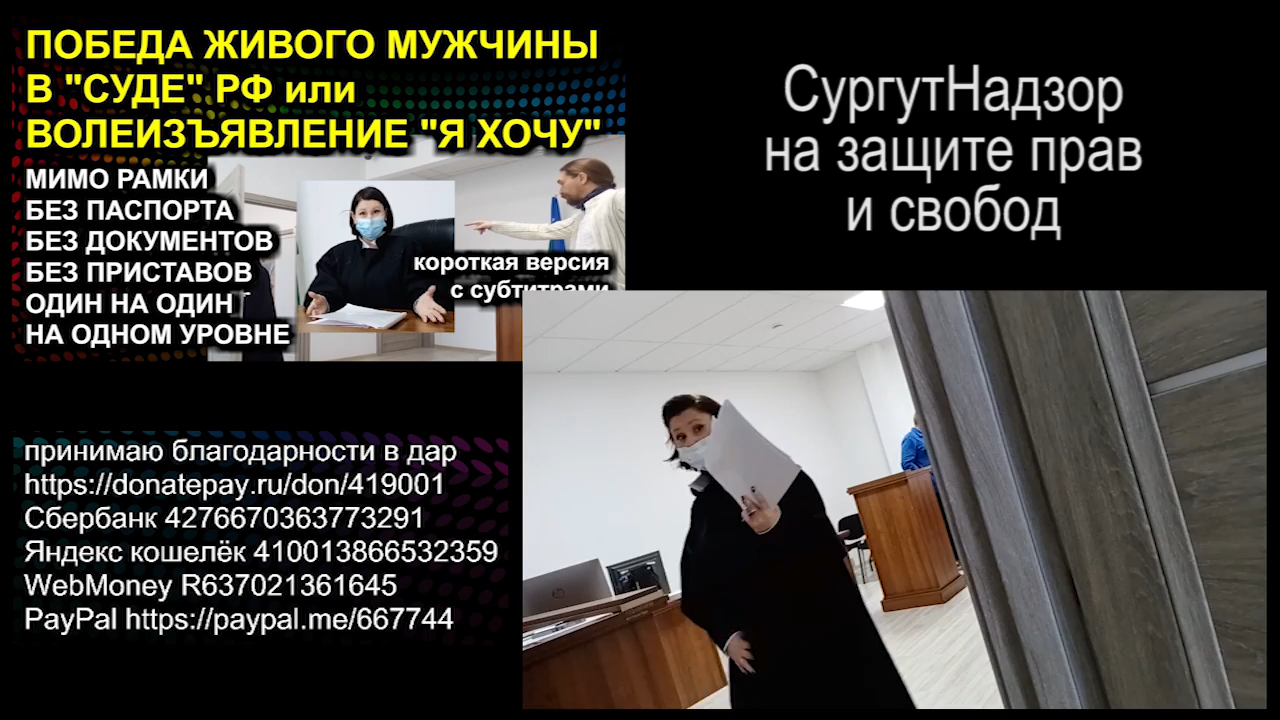 ПОБЕДА ЖИВОГО МУЖЧИНЫ
В "СУДЕ" РФ или
ВОЛЕИЗЪЯВЛЕНИЕ "Я ХОЧУ"
МИМО РАМКИ
БЕЗ ПАСПОРТА
БЕЗ ДОКУМЕНТОВ
БЕЗ ПРИСТАВОВ
ОДИН НА ОДИН
НА ОДНОМ УРОВНЕ
короткая версия
с субтитрами
СургутНадзор
на защите прав
и свобод
принимаю благодарности в дар
https://donatepay.ru/don/419001
Сбербанк 4276670363773291
Яндекс кошелёк 410013866532359
WebMoney R637021361645
PayPal https://paypal.me/667744